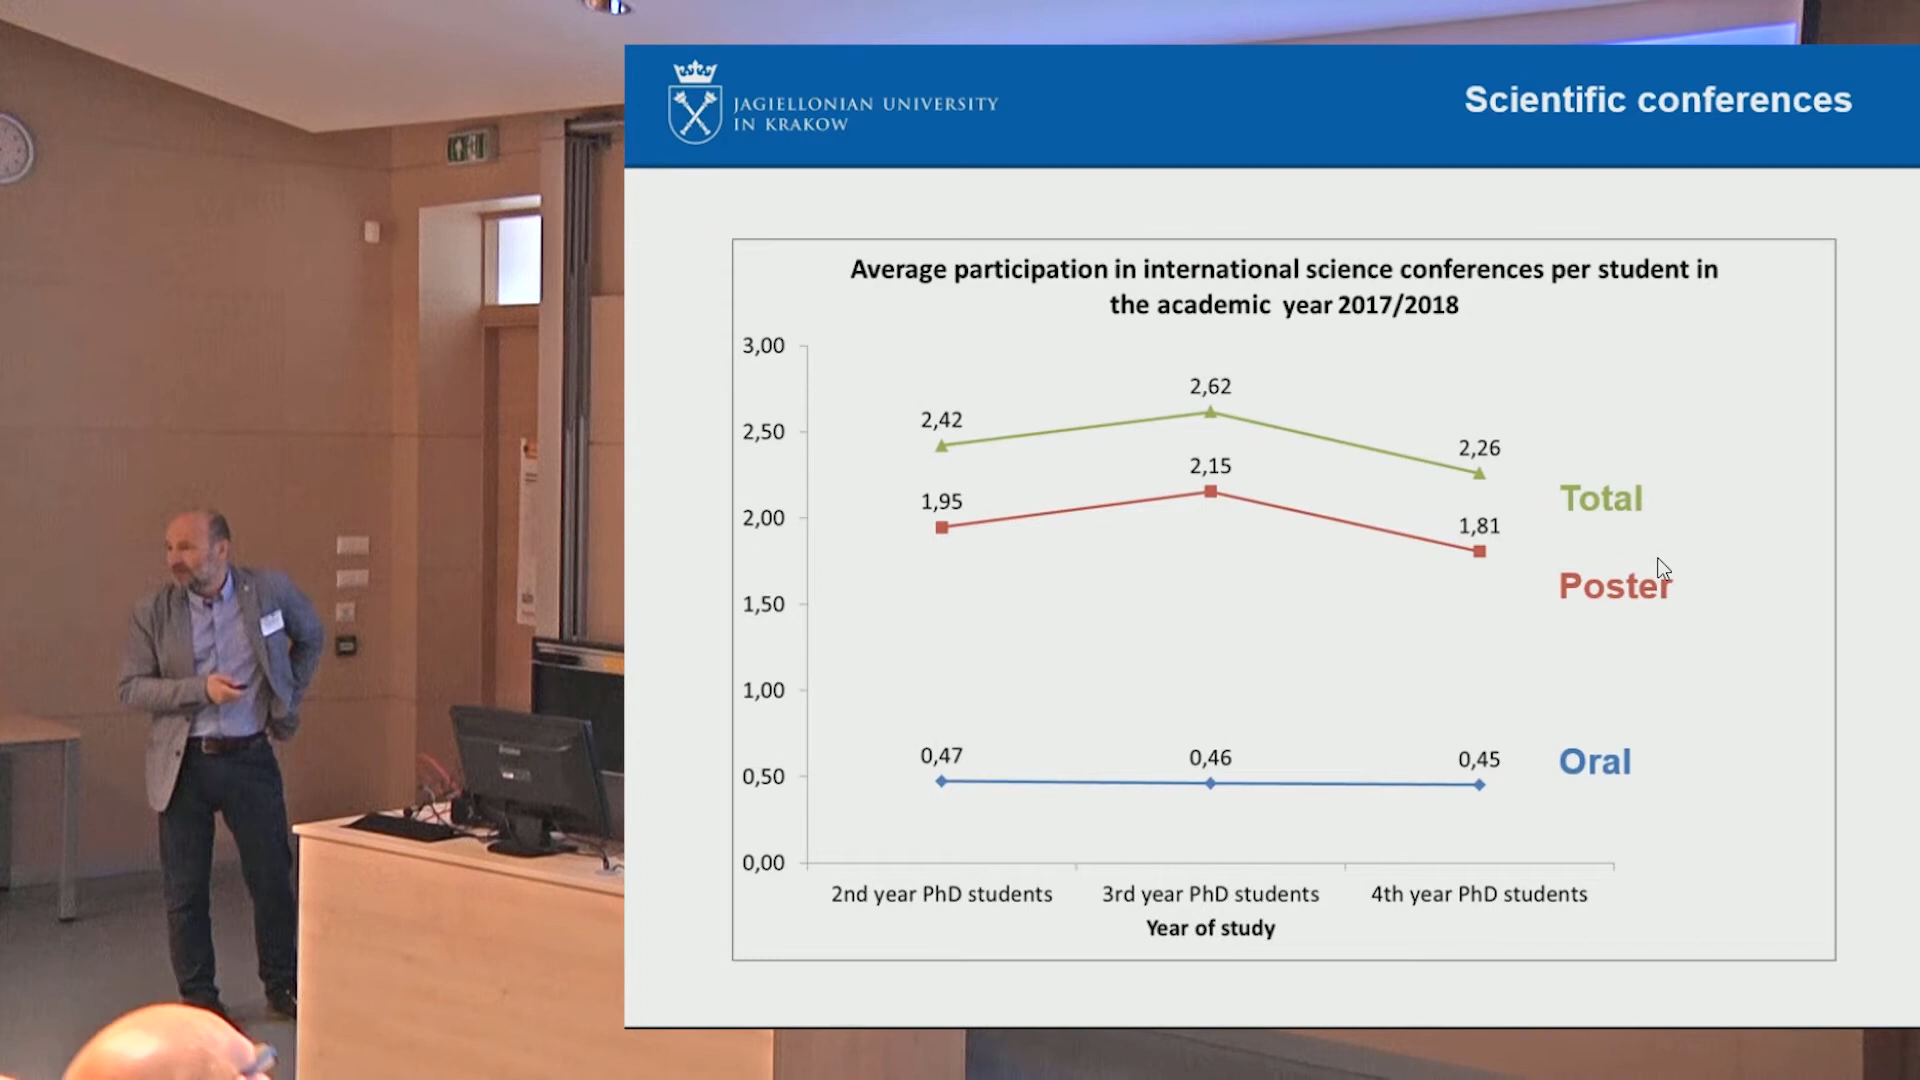 JAGIELLONIAN UNIVERSITY
IN KRAKOW
Scientific conferences
Average participation in international science conferences per student in
the academic year 2017/2018
3,00
2,50
2,00
1,50
1,00
0,50
0,00
2,42
2,62
2,26
1,95
2,15
1,81
0,47
0,46
0,45
Total
Poster
Oral
2nd year PhD students
3rd year PhD students
4th year PhD students
Year of study